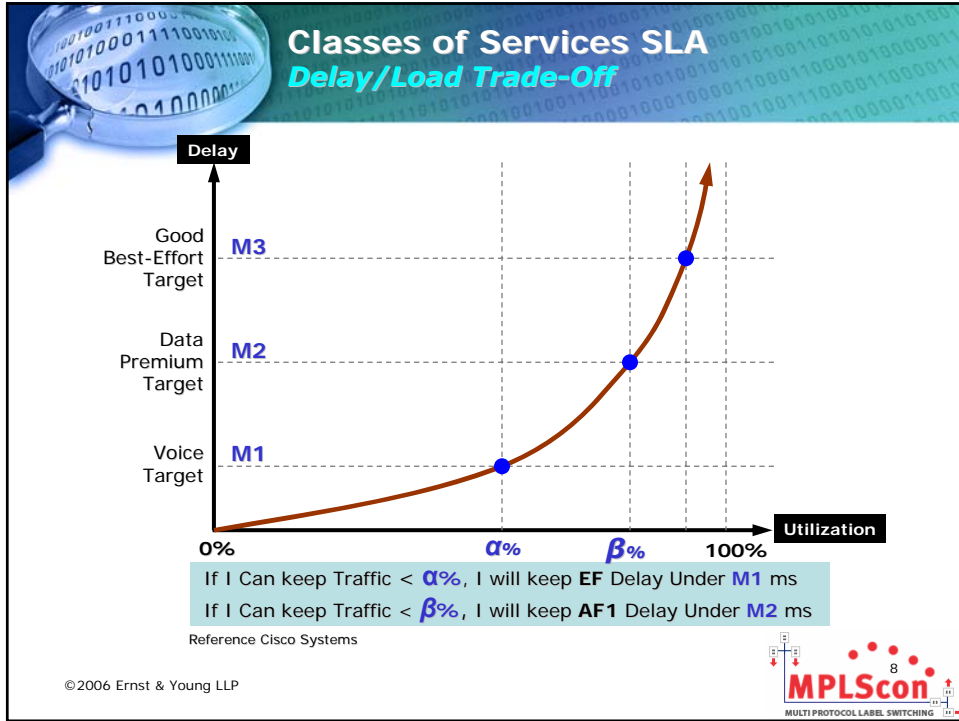 Classes of Services SLA
Delay/Load Trade-Off
Delay
Good
Best-Effort
Target
M3
Data
Premium
Target
M2
Voice
Target
M1
Utilization
0%
α%
β%
100%
If I Can keep Traffic < α%, I will keep EF Delay Under M1 ms
If I Can keep Traffic < β%, I will keep AF1 Delay Under M2 ms
Reference Cisco Systems
©2006 Ernst & Young LLP
8
MPLScon
MULTI PROTOCOL LABEL SWITCHING